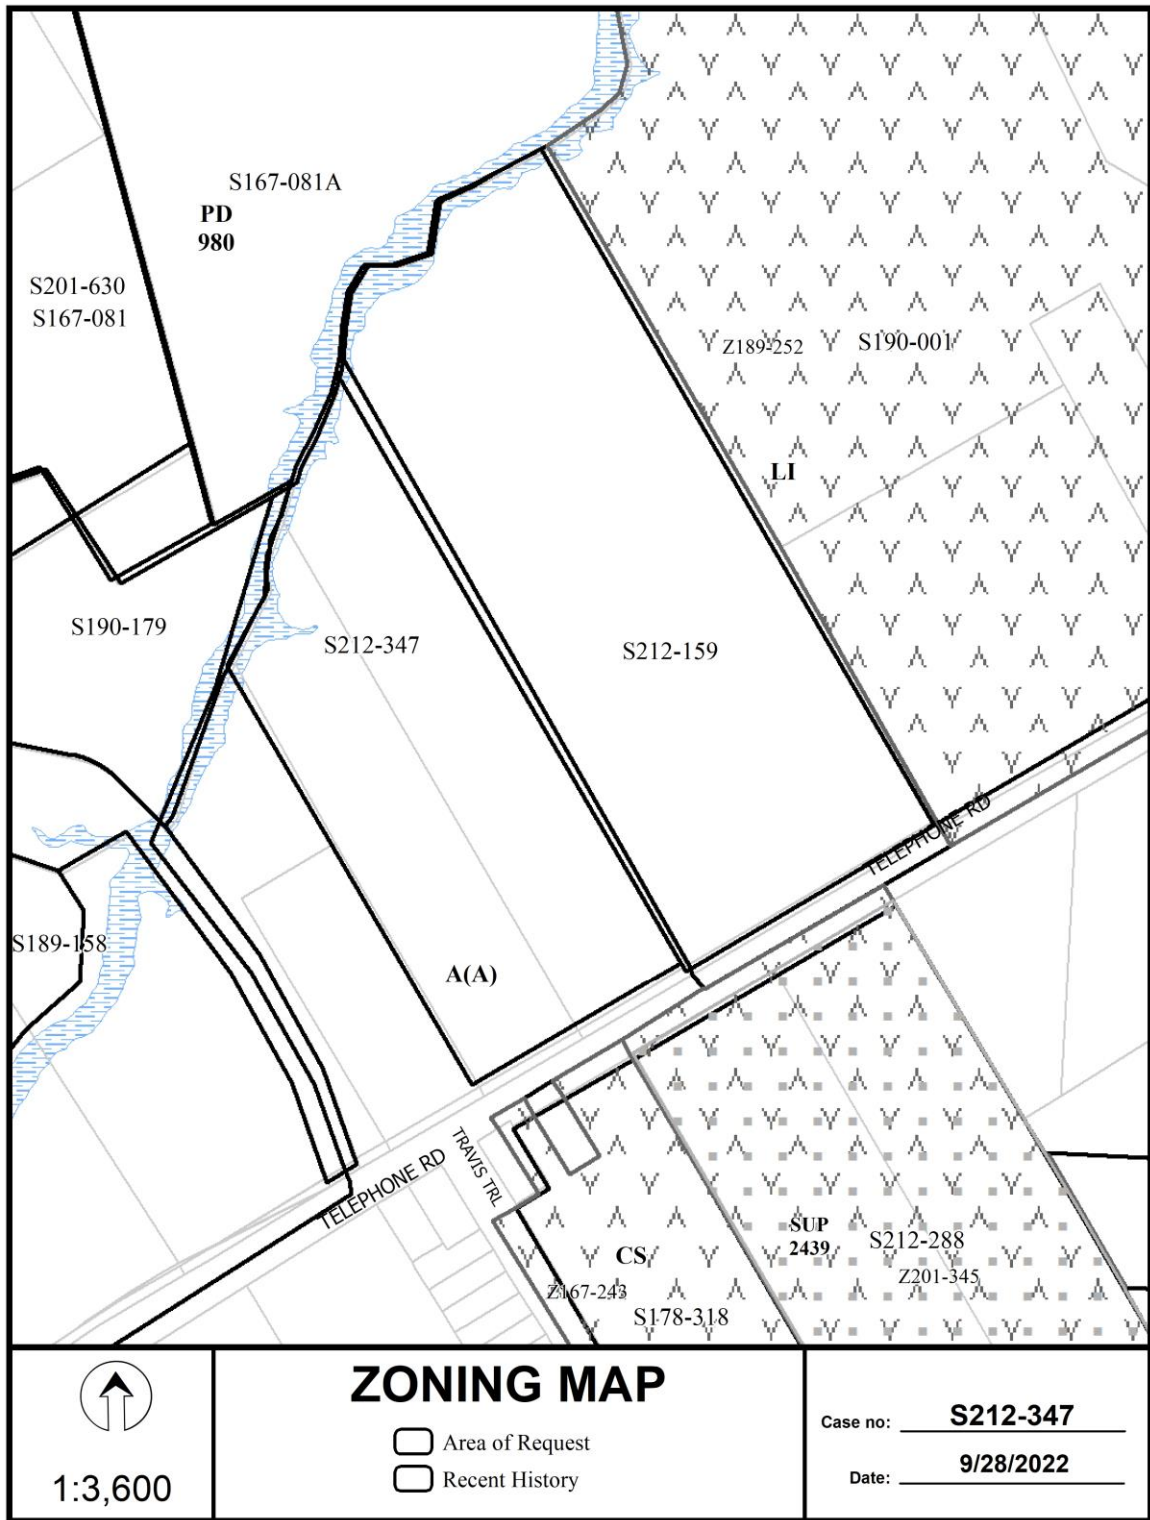 S167-081A
PD
980
S201-630
S167-081
Z189-252
S190-001
LI
S190-179
S212-347
S212-159
TELEPHONE RD
S189-158
A(A)
TELEPHONE RD
TRAVIS TRL
SUP
2439
S212-288
CS
Z201-345
Z167-243
S178-318
1:3,600
ZONING MAP
Area of Request
Recent History
Case no: S212-347
Date: 9/28/2022